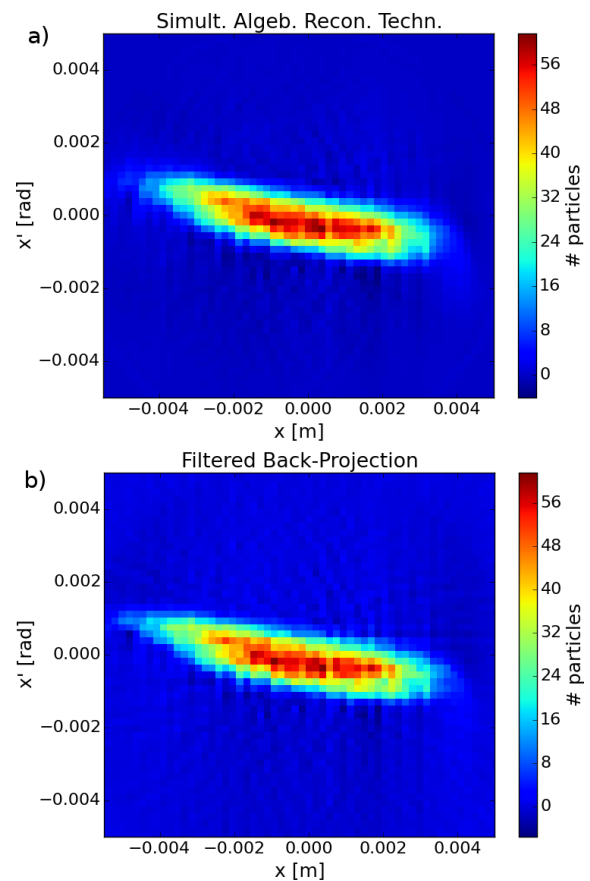 a)
Simult. Algeb. Recon. Techn.
0.004
0.002
0.000
−0.002
−0.004
x' [rad]
−0.004 −0.002 0.000 0.002 0.004
x [m]
56
48
40
32
24
16
8
0
# particles
b)
Filtered Back-Projection
0.004
0.002
0.000
−0.002
−0.004
x' [rad]
−0.004 −0.002 0.000 0.002 0.004
x [m]
56
48
40
32
24
16
8
0
# particles